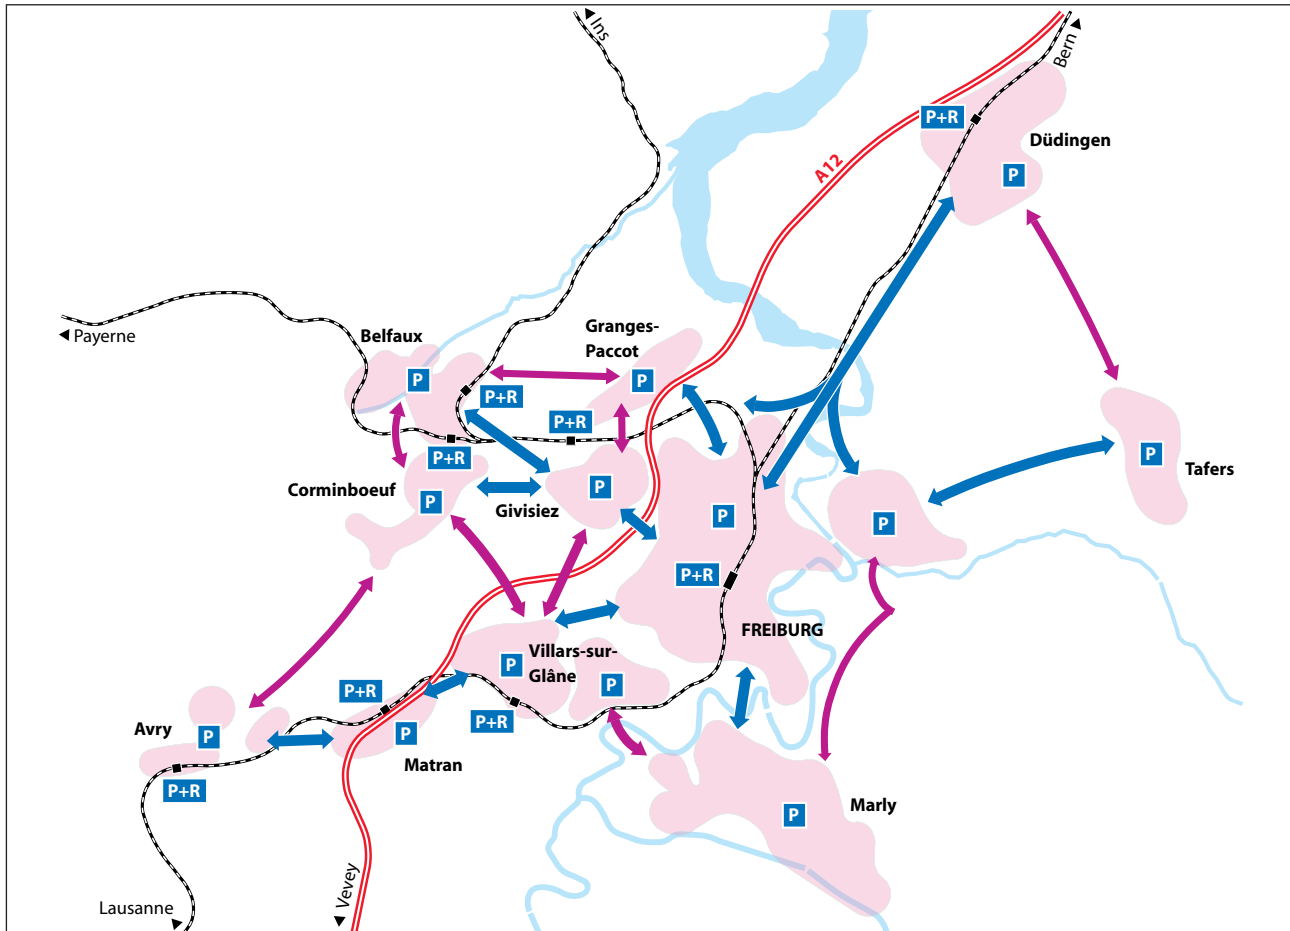 Ins
Bern
P+R
Düdingen
A12
P
Payerne
Belfaux
Granges-
Paccot
P
P
P+R
P+R
P+R
Corminboeuf
P
Givisiez
P
P
P
P
Tafers
P+R
FREIBURG
Villars-sur-
Glâne
P
P
P+R
P+R
Avry
P
P
Matran
P+R
P
Marly
Vevey
Lausanne